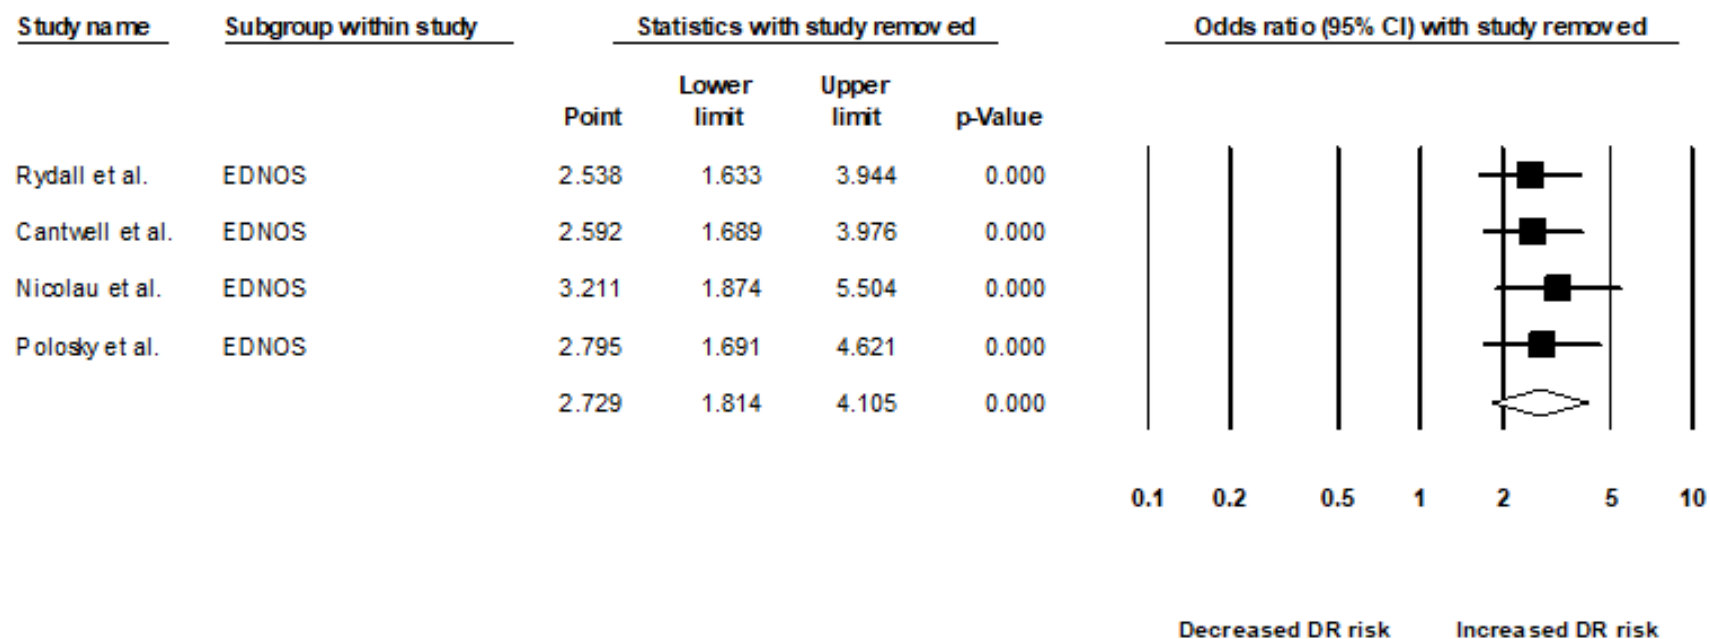 Study name Subgroup within study Statistics with study removed Odds ratio (95% CI) with study removed
Lower Upper
Point limit limit p-Value
Rydall et al. EDNOS 2.538 1.633 3.944 0.000
Cantwell et al. EDNOS 2.592 1.689 3.976 0.000
Nicolau et al. EDNOS 3.211 1.874 5.504 0.000
Polosky et al. EDNOS 2.795 1.691 4.621 0.000
2.729 1.814 4.105 0.000
0.1 0.2 0.5 1 2 5 10
Decreased DR risk Increased DR risk